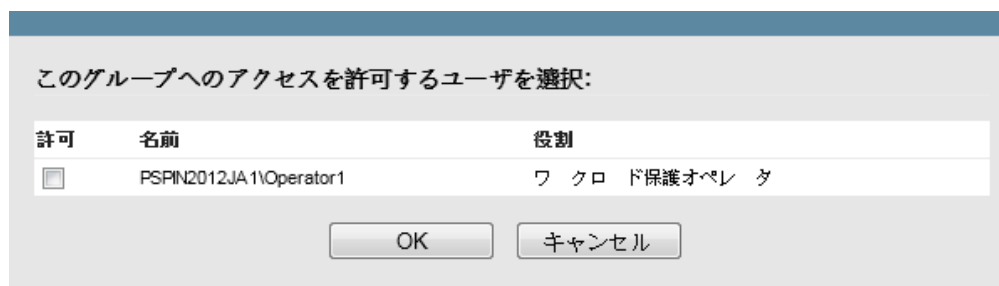 このグループへのアクセスを許可するユーザを選択:
許可 名前 役割
PSPIN2012JA1\Operator1 ワ クロ ド保護オペレ タ
OK キャンセル